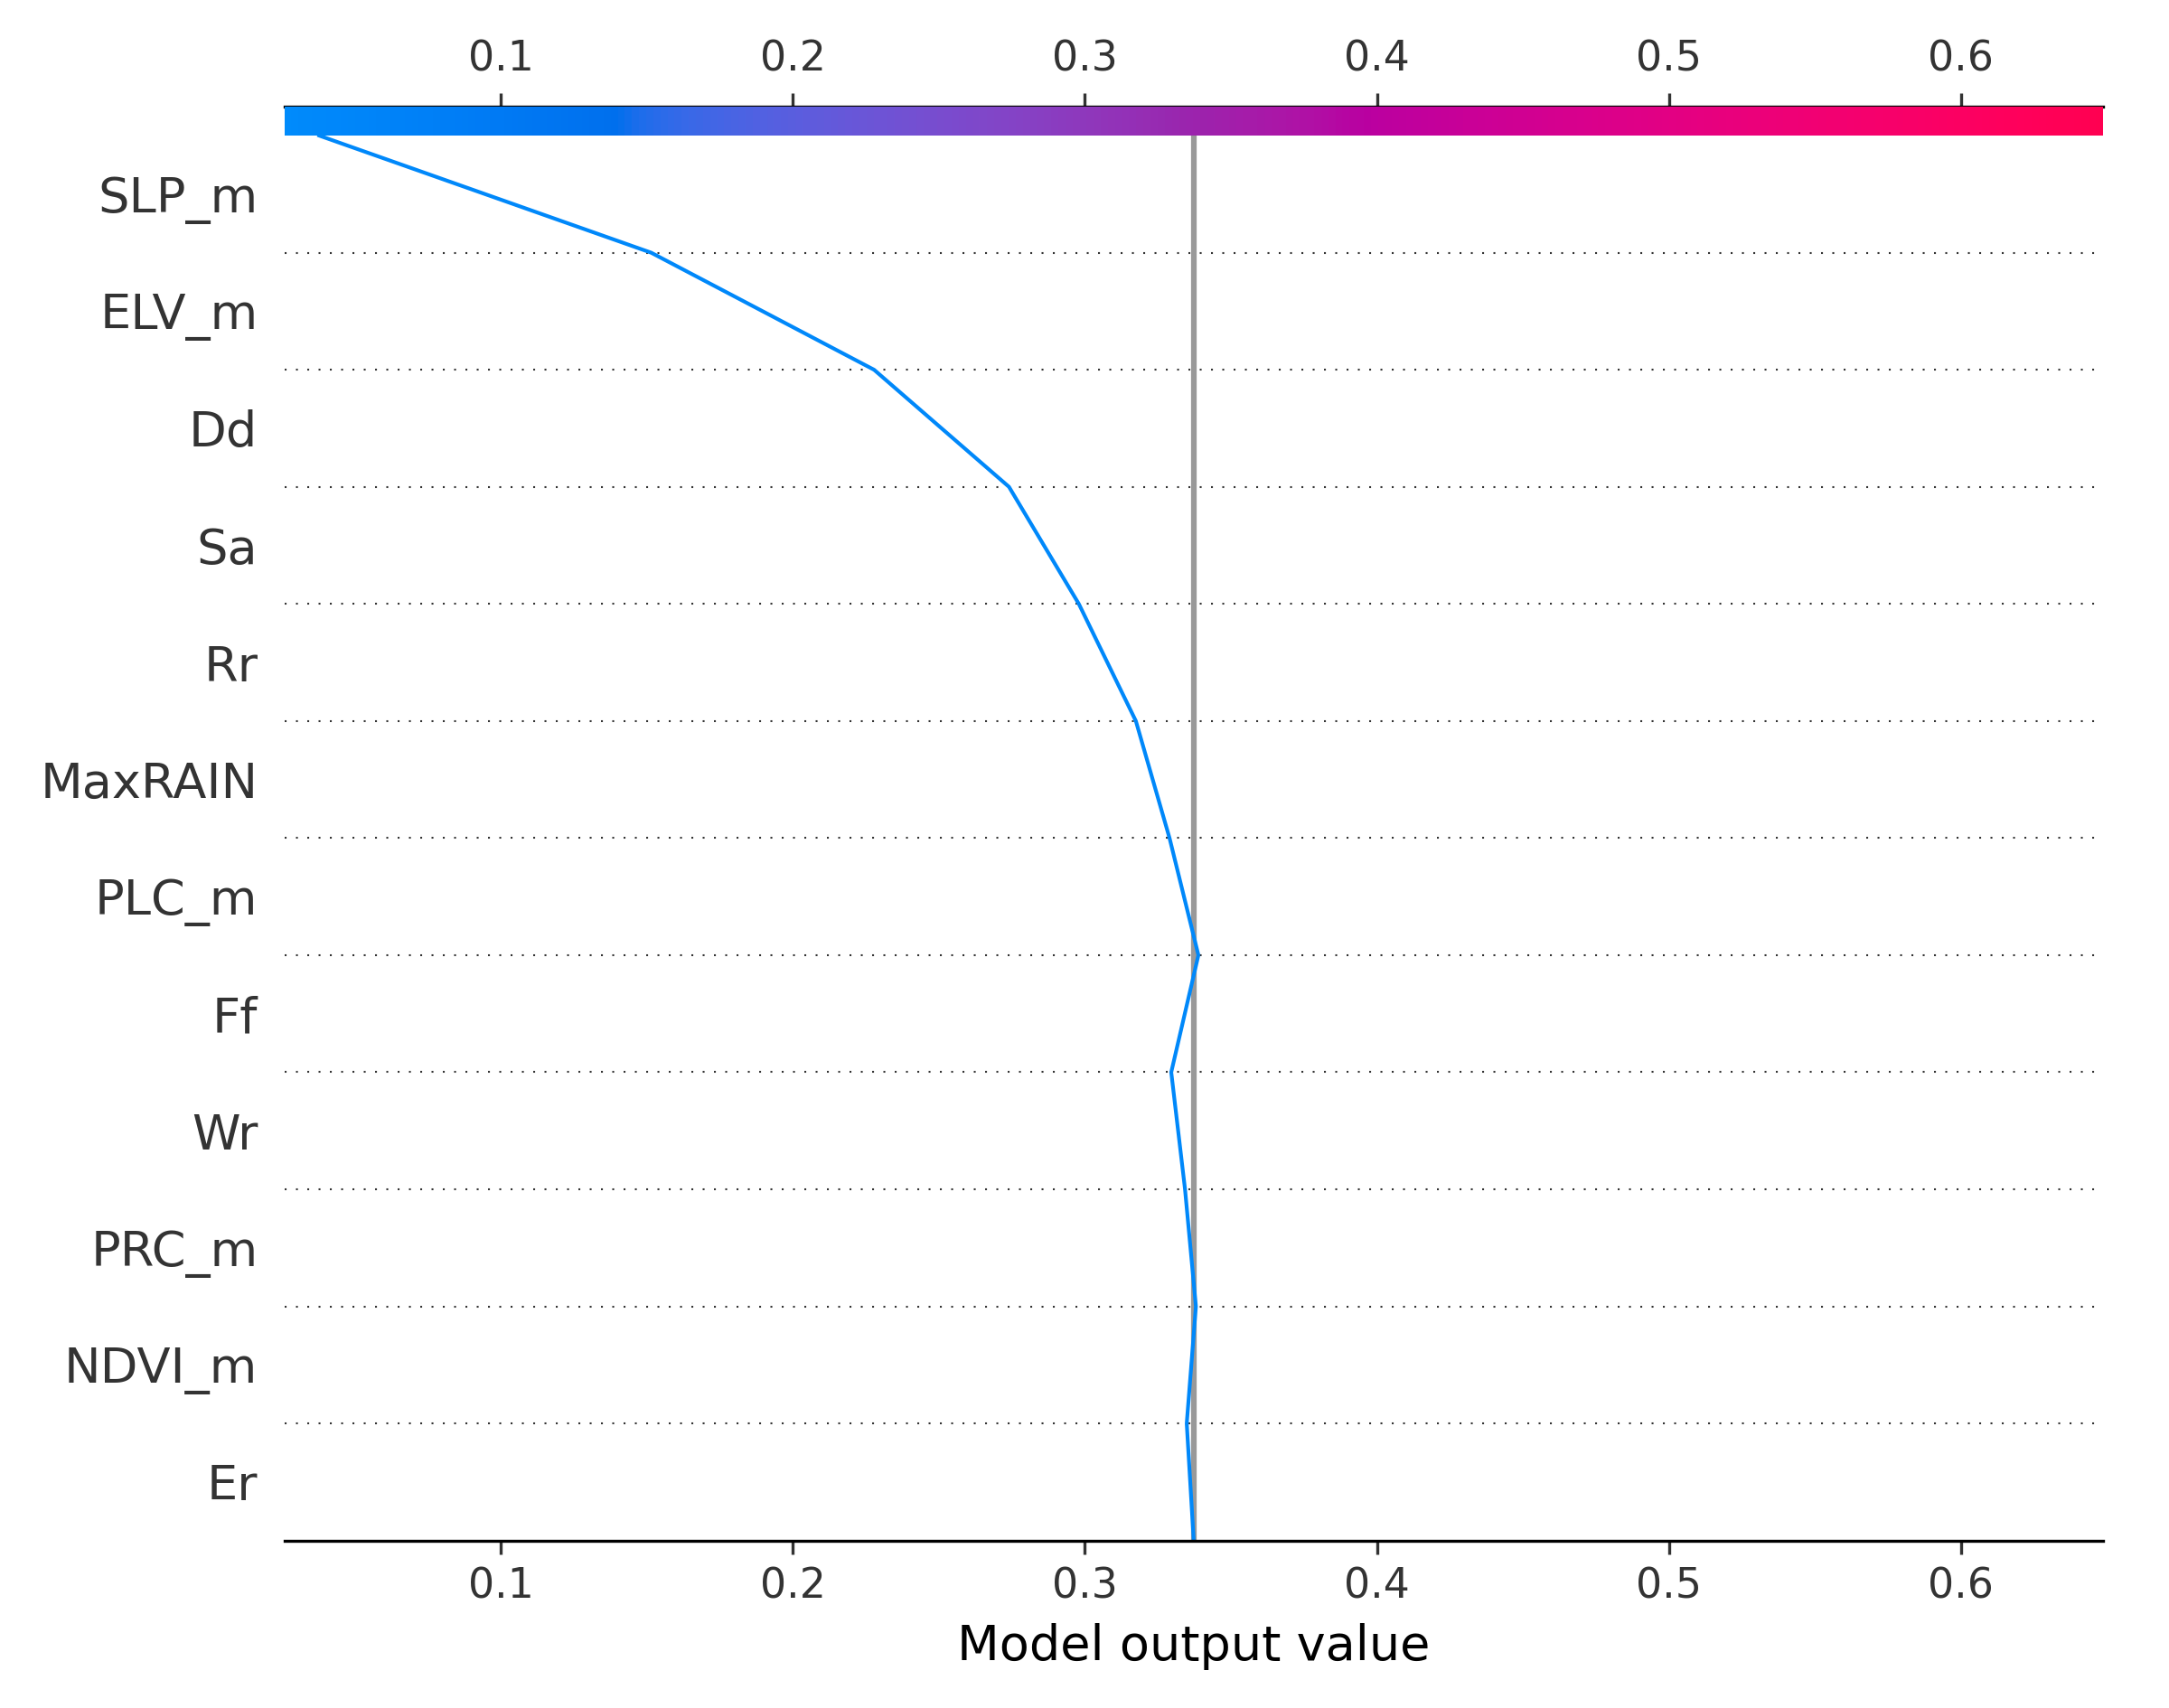 0.1 0.2 0.3 0.4 0.5 0.6
SLP_m
ELV_m
Dd
Sa
Rr
MaxRAIN
PLC_m
Ff
Wr
PRC_m
NDVI_m
Er
0.1 0.2 0.3 0.4 0.5 0.6
Model output value